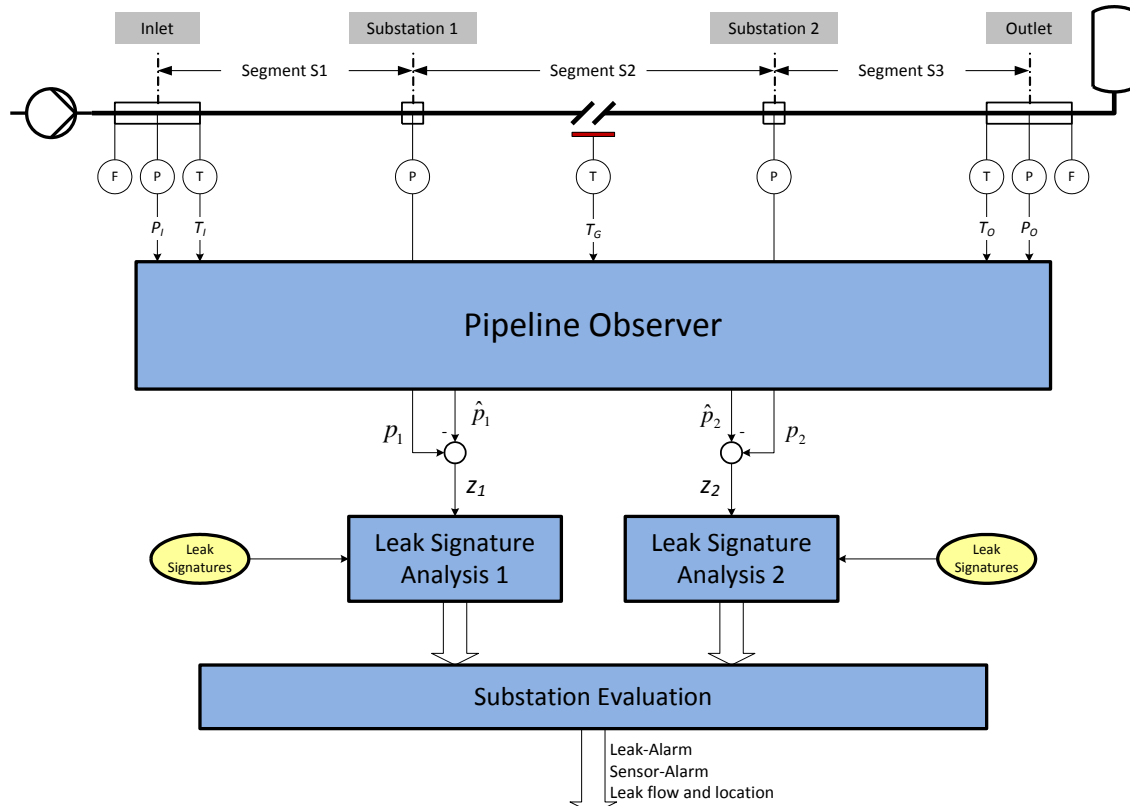 Inlet
Substation 1
Substation 2
Outlet
Segment S1
Segment S2
Segment S3
F
P
T
P
T
P
T
P
F
P_I
T_I
T_G
T_O
P_O
Pipeline Observer
p_1
-
p̂_1
p̂_2
-
p_2
z_1
z_2
Leak
Signatures
Leak Signature
Analysis 1
Leak Signature
Analysis 2
Leak
Signatures
Substation Evaluation
Leak-Alarm
Sensor-Alarm
Leak flow and location